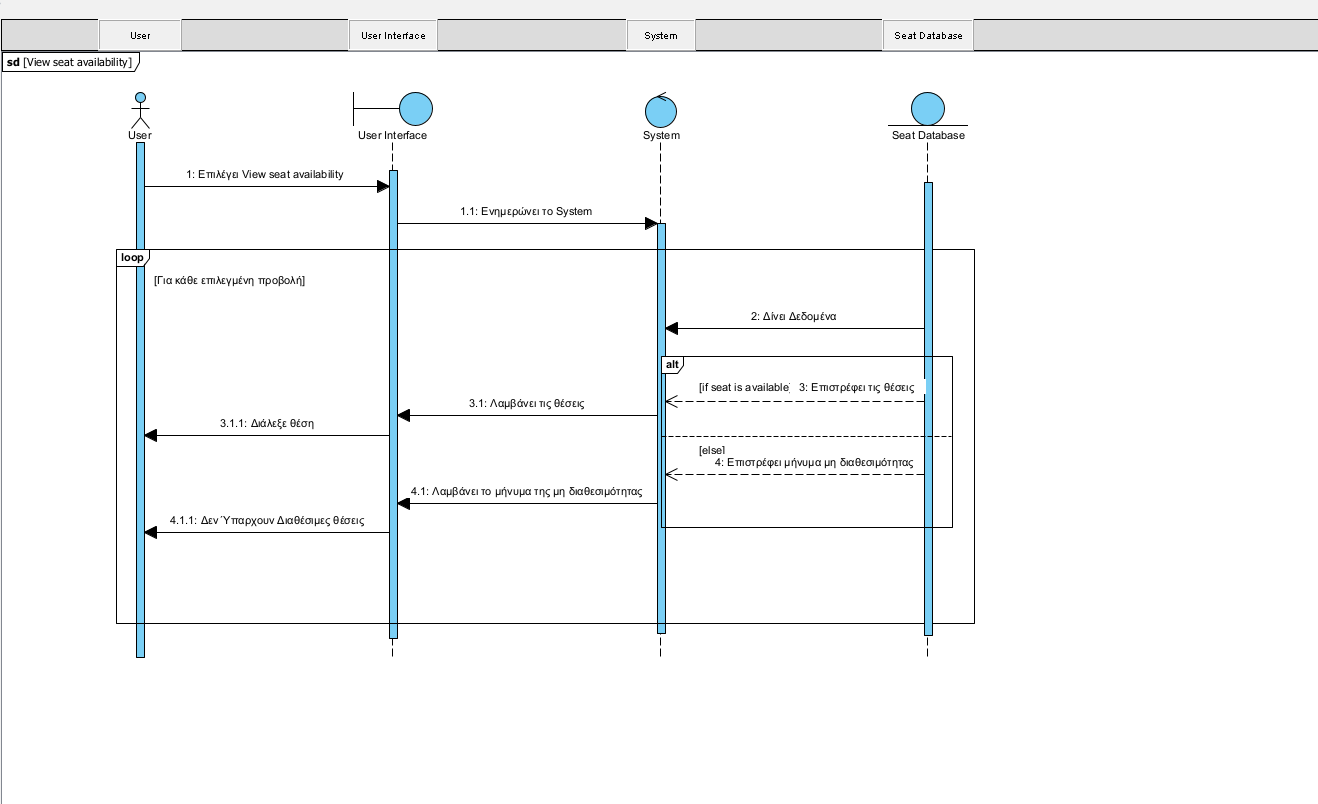 User
User Interface
System
Seat Database
sd [View seat availability]
User
User Interface
System
Seat Database
1: Επιλέγει View seat availability
1.1: Ενημερώνει το System
loop
[Για κάθε επιλεγμένη προβολή]
2: Δίνει Δεδομένα
alt
[if seat is available]
3: Επιστρέφει τις θέσεις
3.1: Λαμβάνει τις θέσεις
3.1.1: Διάλεξε θέση
[else]
4: Επιστρέφει μήνυμα μη διαθεσιμότητας
4.1: Λαμβάνει το μήνυμα της μη διαθεσιμότητας
4.1.1: Δεν Ύπαρχουν Διαθέσιμες θέσεις